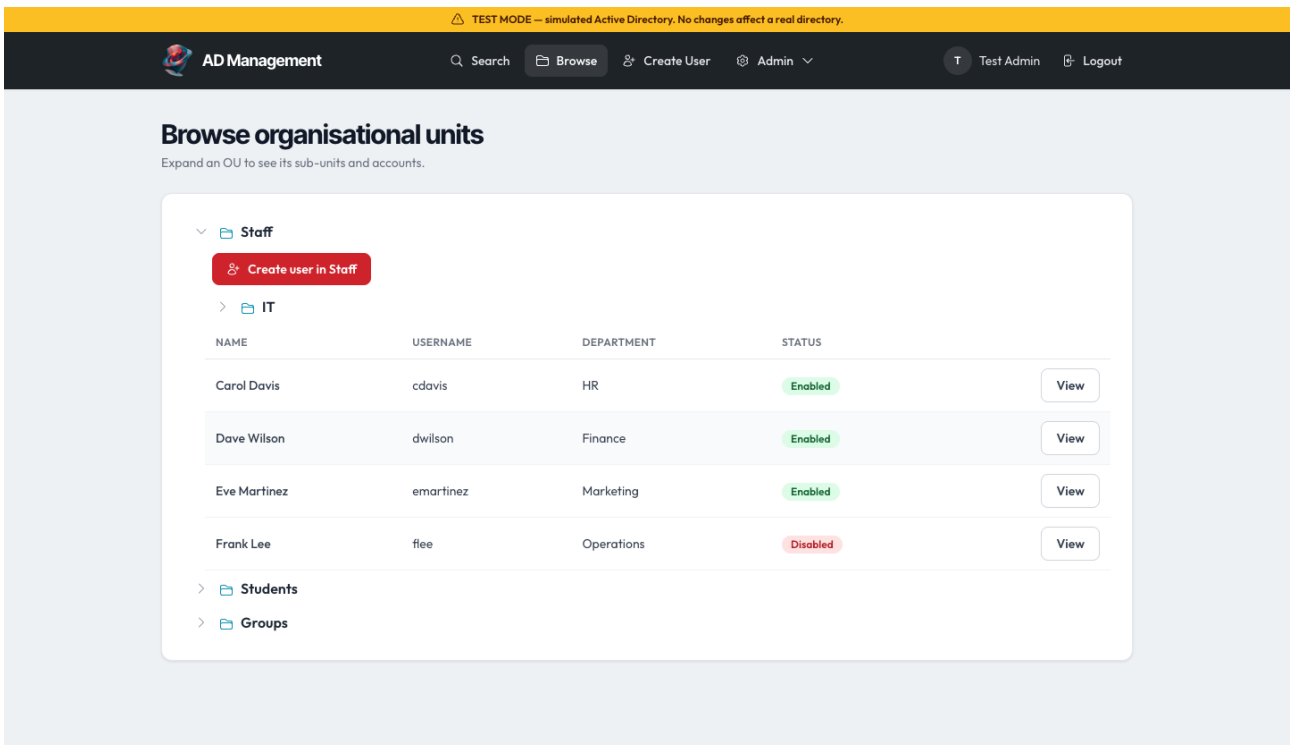 TEST MODE — simulated Active Directory. No changes affect a real directory.
AD Management Search Browse Create User Admin T Test Admin Logout
Browse organisational units
Expand an OU to see its sub-units and accounts.
Staff
Create user in Staff
IT
NAME USERNAME DEPARTMENT STATUS
Carol Davis cdavis HR Enabled View
Dave Wilson dwilson Finance Enabled View
Eve Martinez emartinez Marketing Enabled View
Frank Lee flee Operations Disabled View
Students
Groups